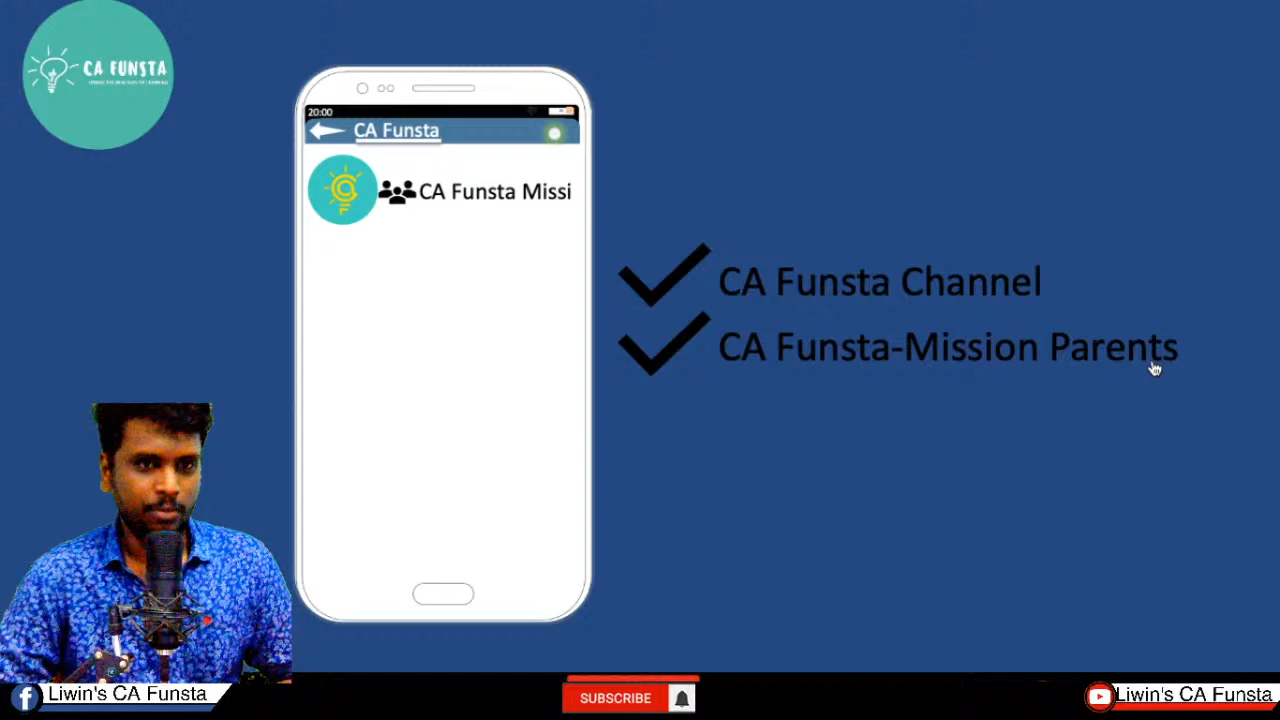 CA FUNSTA
20:00
CA Funsta
CA Funsta Missi
CA Funsta Channel
CA Funsta-Mission Parents
Liwin's CA Funsta
SUBSCRIBE
Liwin's CA Funsta